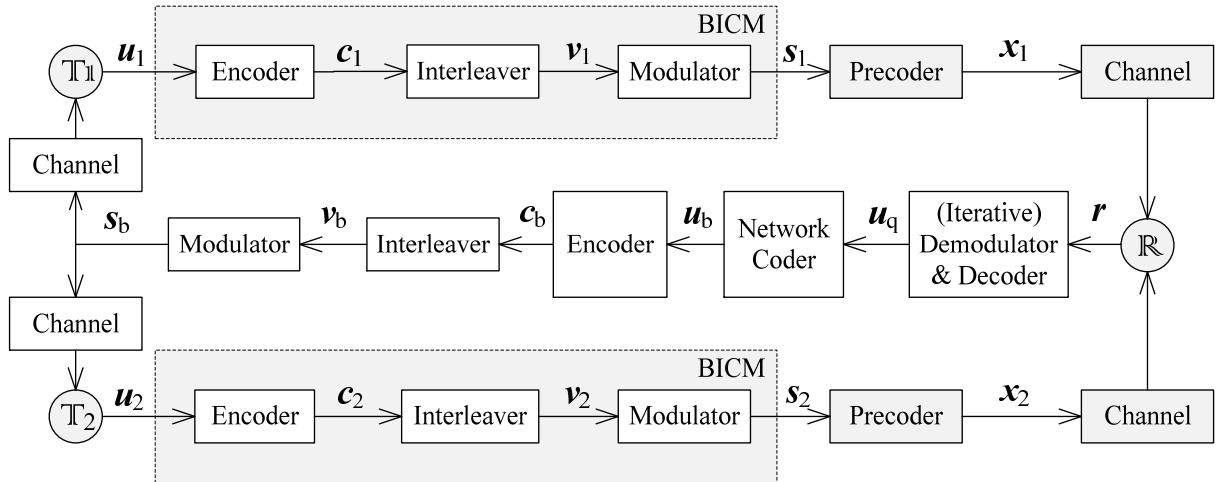 BICM
𝕋1 u1 Encoder c1 Interleaver v1 Modulator s1 Precoder x1 Channel
Channel
sb Modulator vb Interleaver cb Encoder ub Network Coder uq (Iterative) Demodulator & Decoder r ℝ
Channel
BICM
𝕋2 u2 Encoder c2 Interleaver v2 Modulator s2 Precoder x2 Channel